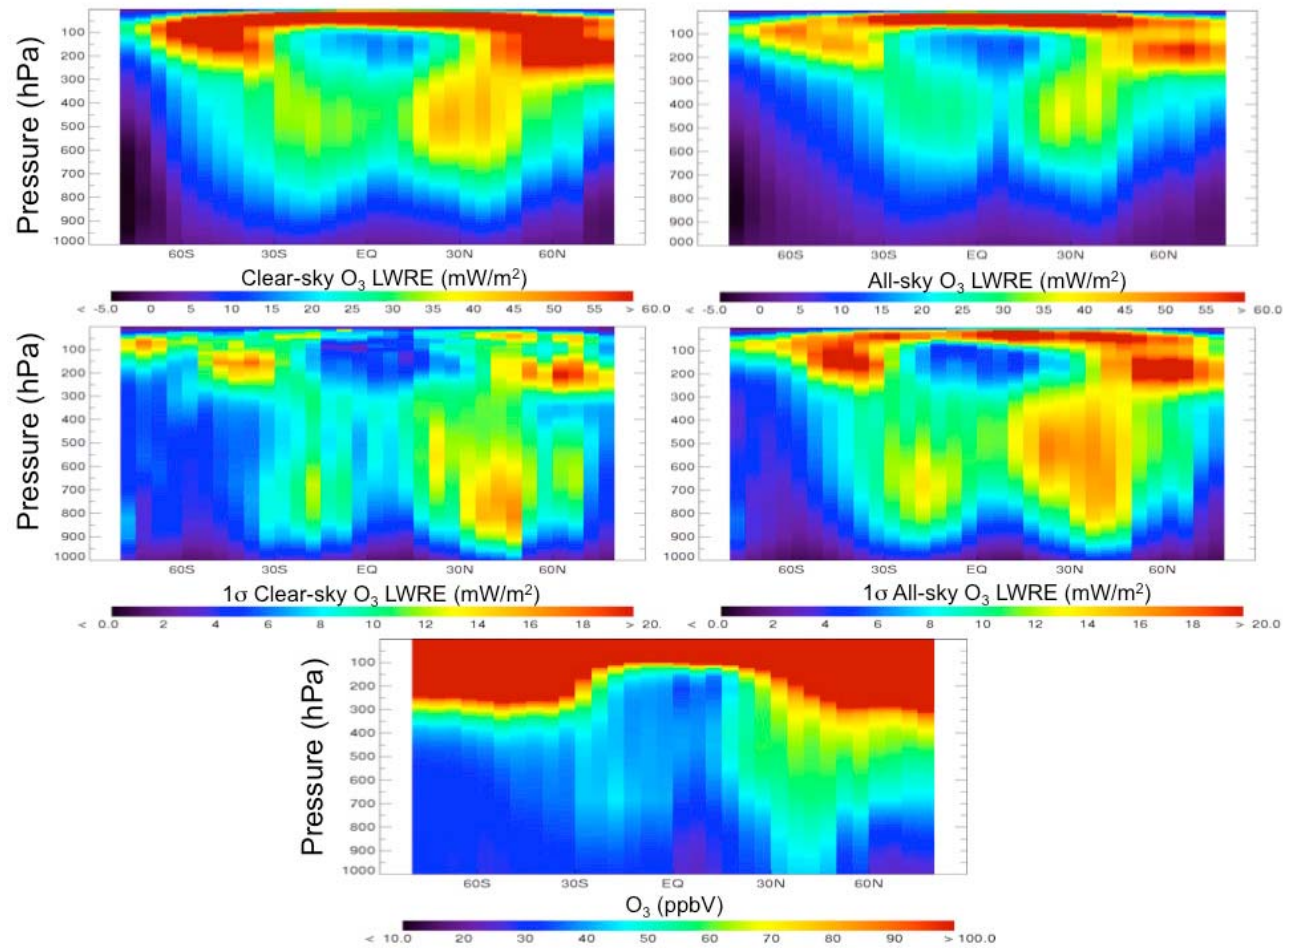 Pressure (hPa)
100
200
300
400
500
600
700
800
900
1000
60S 30S EQ 30N 60N
Clear-sky O3 LWRE (mW/m²)
< -5.0 0 5 10 15 20 25 30 35 40 45 50 55 > 60.0
100
200
300
400
500
600
700
800
900
000
60S 30S EQ 30N 60N
All-sky O3 LWRE (mW/m²)
< -5.0 0 5 10 15 20 25 30 35 40 45 50 55 > 60.0
Pressure (hPa)
100
200
300
400
500
600
700
800
900
1000
60S 30S EQ 30N 60N
1σ Clear-sky O3 LWRE (mW/m²)
< 0.0 2 4 6 8 10 12 14 16 18 > 20.
100
200
300
400
500
600
700
800
900
1000
60S 30S EQ 30N 60N
1σ All-sky O3 LWRE (mW/m²)
< 0.0 2 4 6 8 10 12 14 16 18 > 20.0
Pressure (hPa)
100
200
300
400
500
600
700
800
900
1000
60S 30S EQ 30N 60N
O3 (ppbV)
< 10.0 20 30 40 50 60 70 80 90 > 100.0